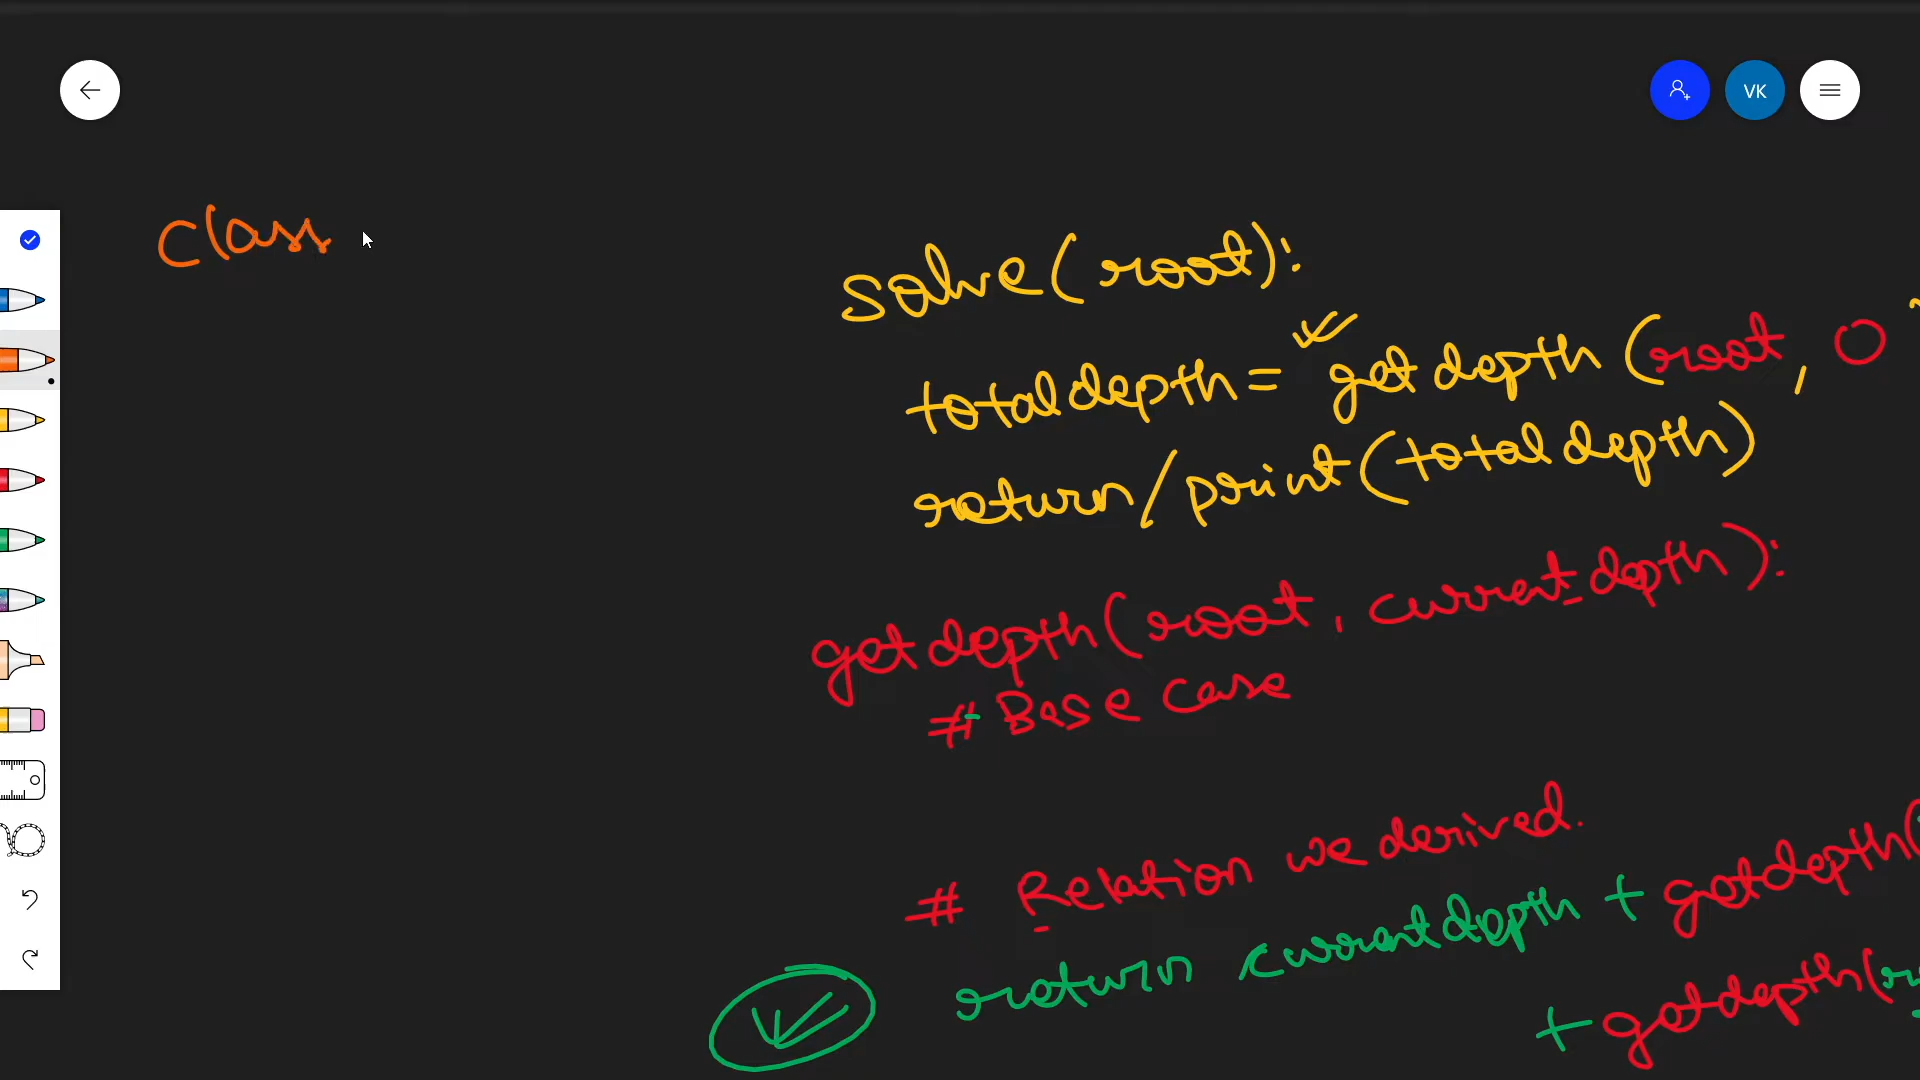 VK
class
solve(root):
totaldepth = getdepth(root, 0
return/print(totaldepth)
getdepth(root, current_depth):
# Base case
# Relation we derived.
return currentdepth + getdepth(
+ getdepth(